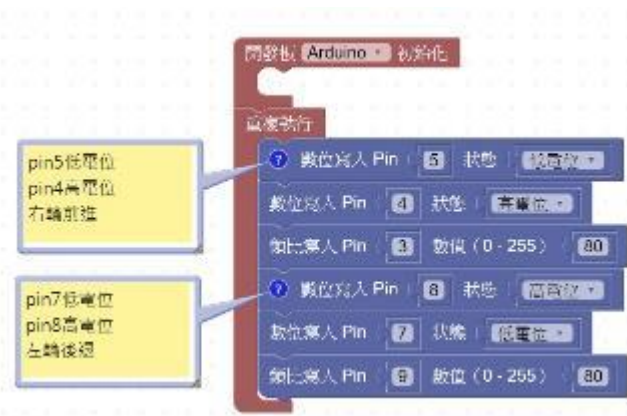 開發板 Arduino 初始化
重複執行
pin5低電位
pin4高電位
右輪前進
? 數位寫入 Pin 5 狀態 低電位
數位寫入 Pin 4 狀態 高電位
類比寫入 Pin 3 數值(0-255) 80
pin7低電位
pin8高電位
左輪後退
? 數位寫入 Pin 8 狀態 高電位
數位寫入 Pin 7 狀態 低電位
類比寫入 Pin 9 數值(0-255) 80